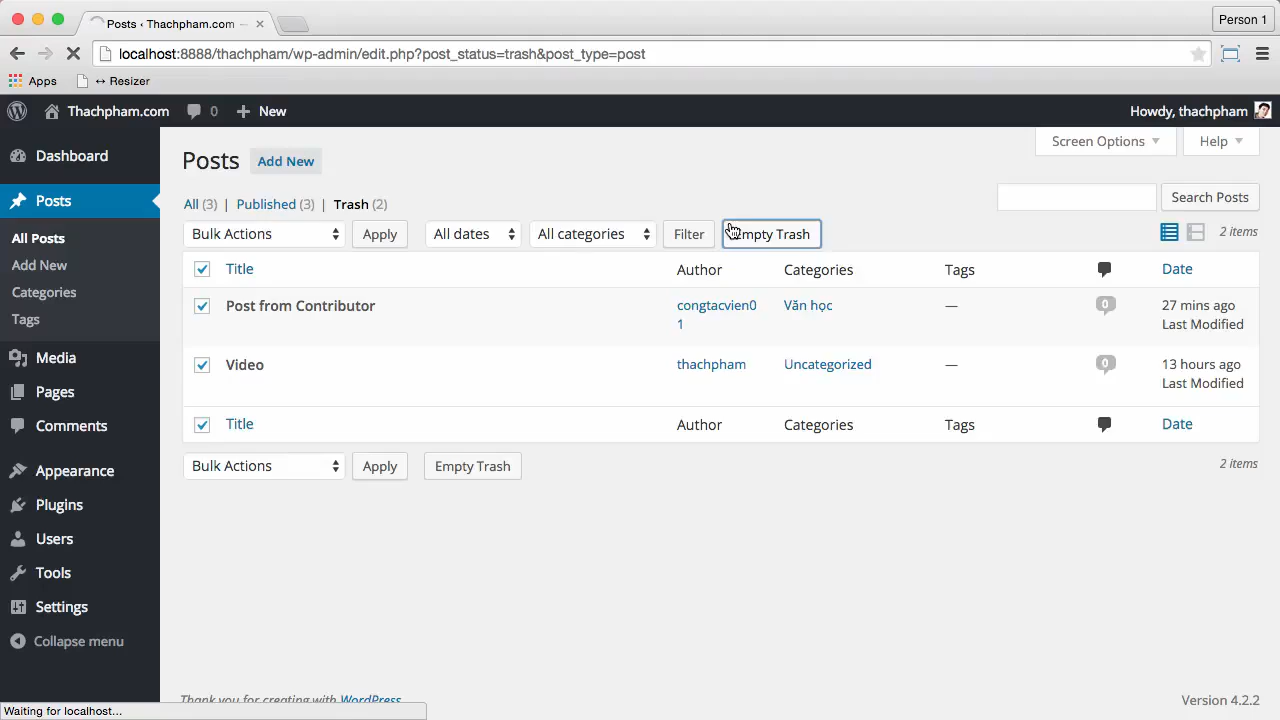 Posts ‹ Thachpham.com —
Person 1
localhost:8888/thachpham/wp-admin/edit.php?post_status=trash&post_type=post
Apps
↔ Resizer
Thachpham.com
0
New
Howdy, thachpham
Dashboard
Posts
All Posts
Add New
Categories
Tags
Media
Pages
Comments
Appearance
Plugins
Users
Tools
Settings
Collapse menu
Screen Options
Help
Posts
Add New
All (3) | Published (3) | Trash (2)
Search Posts
Bulk Actions
Apply
All dates
All categories
Filter
Empty Trash
2 items
Title
Author
Categories
Tags
Date
Post from Contributor
congtacvien0
1
Văn học
—
0
27 mins ago
Last Modified
Video
thachpham
Uncategorized
—
0
13 hours ago
Last Modified
Title
Author
Categories
Tags
Date
Bulk Actions
Apply
Empty Trash
2 items
Thank you for creating with WordPress.
Version 4.2.2
Waiting for localhost...